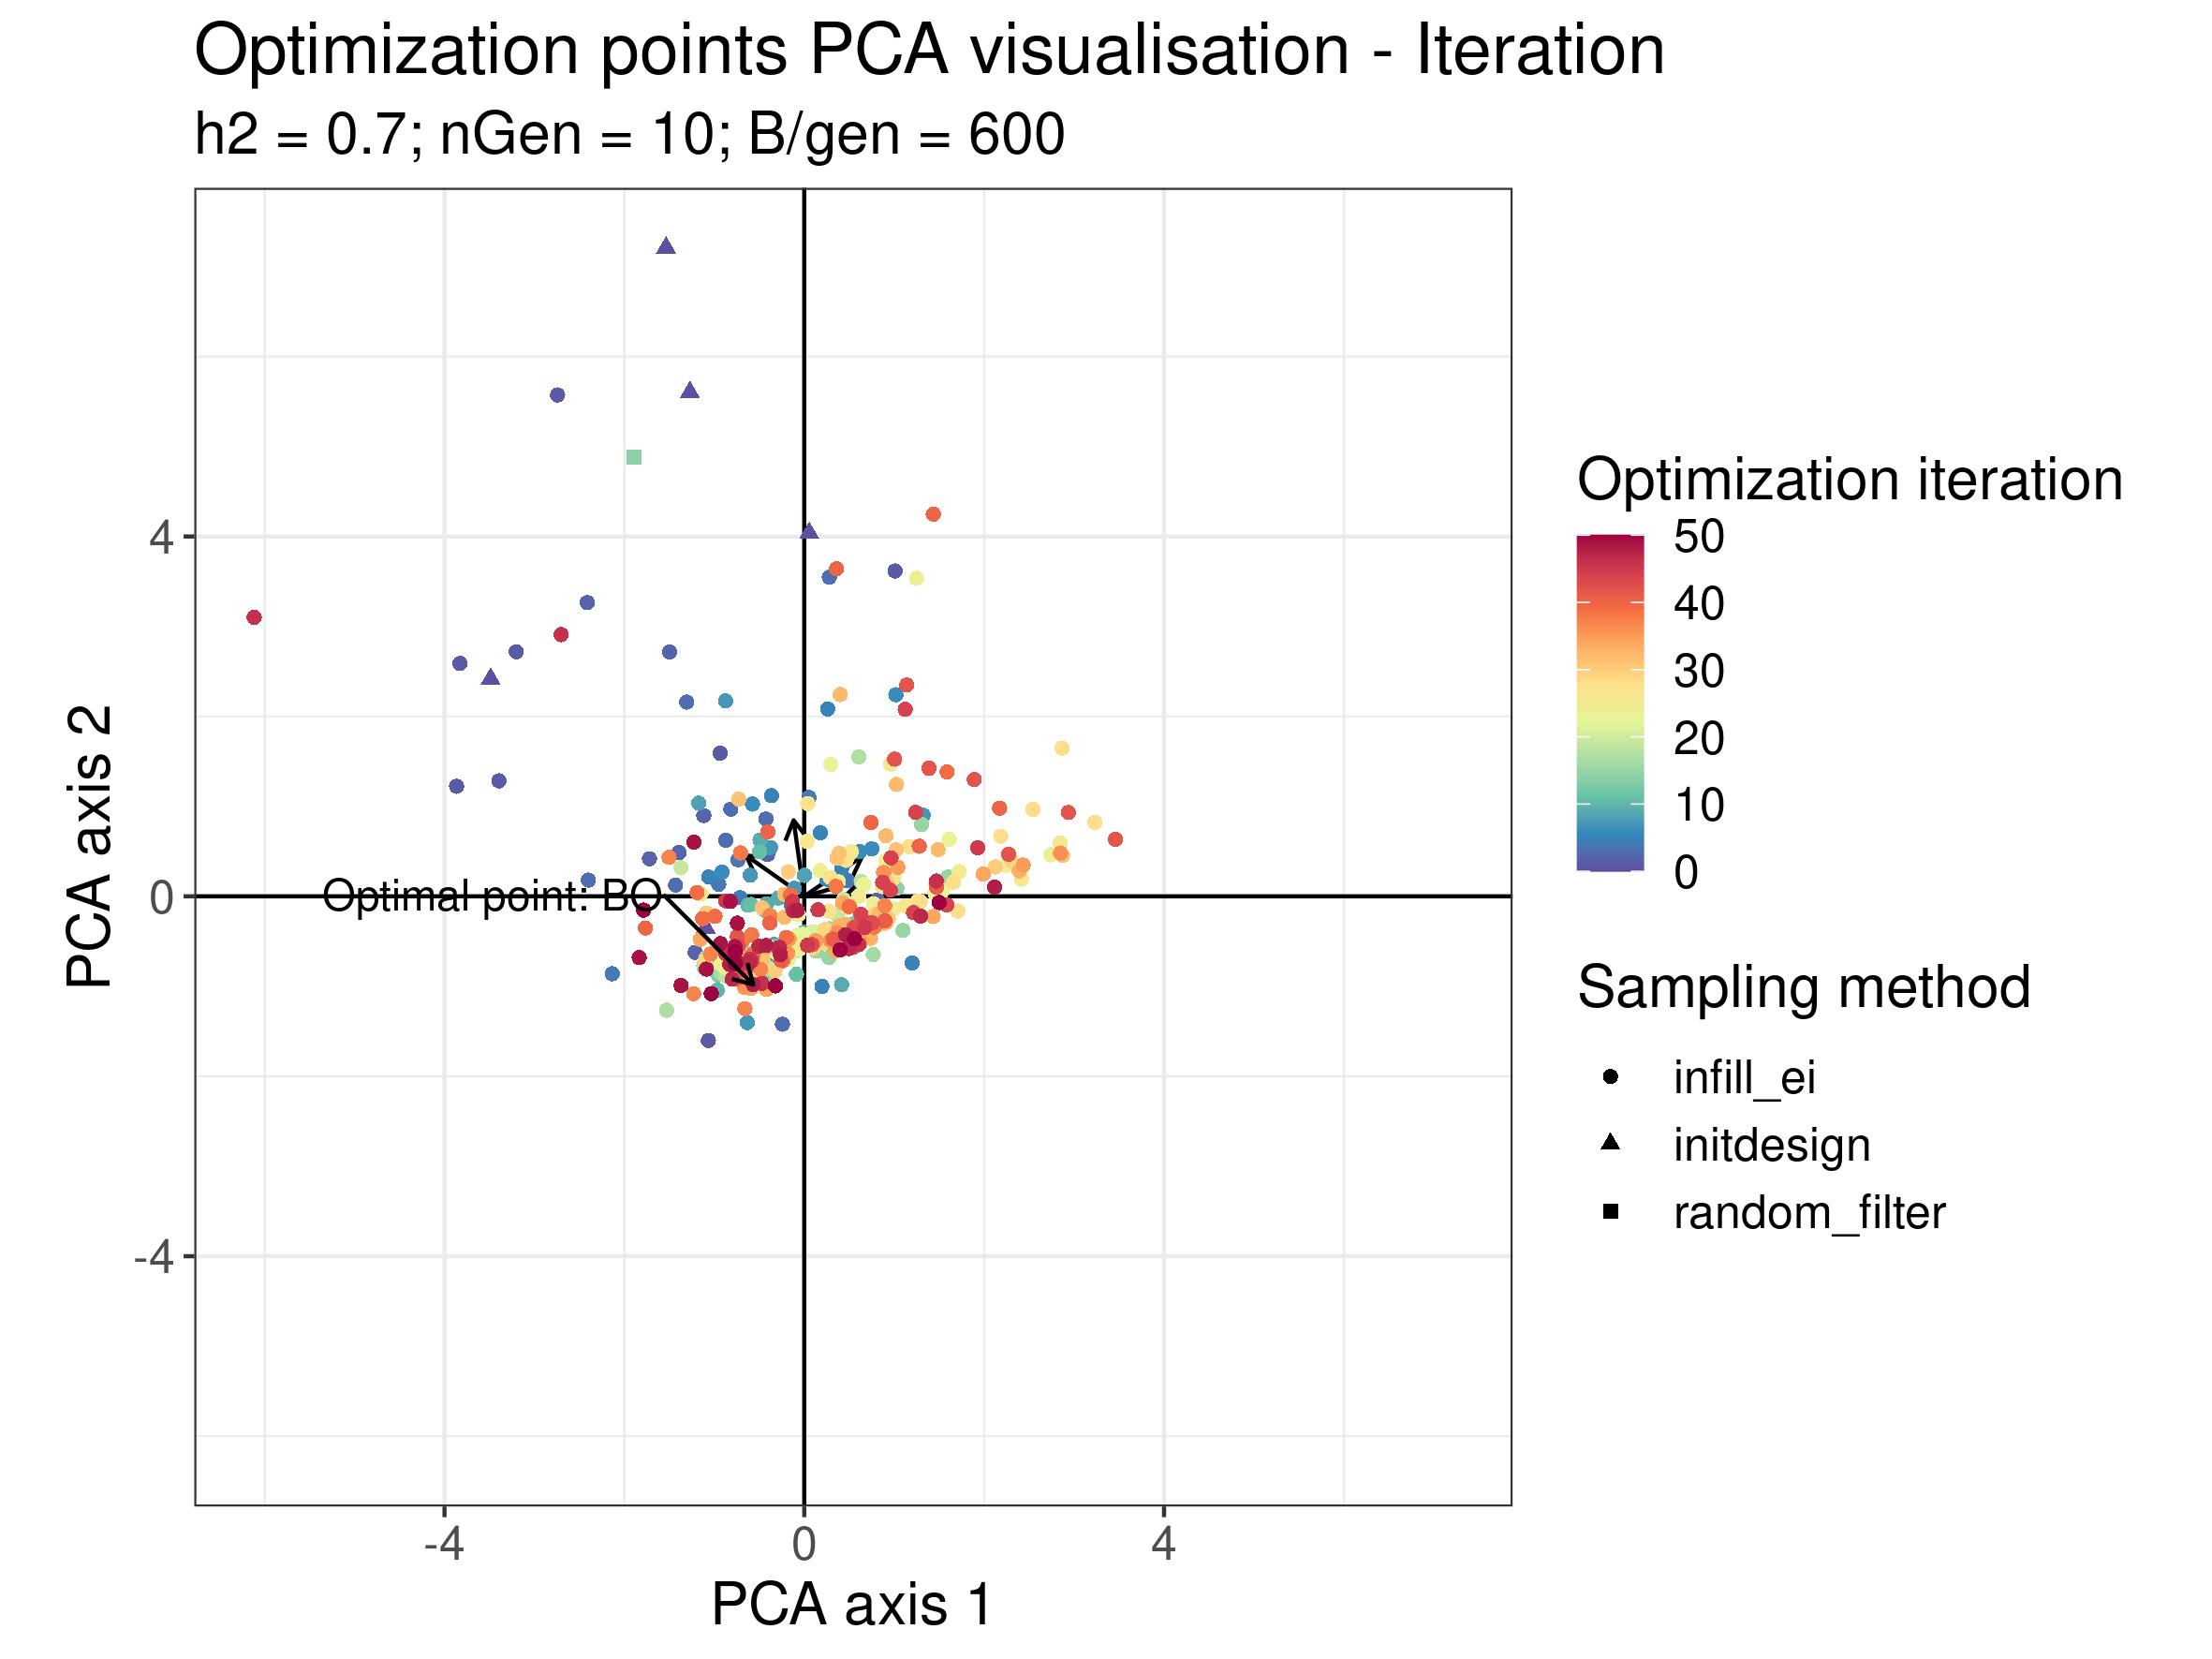 Optimization points PCA visualisation - Iteration
h2 = 0.7; nGen = 10; B/gen = 600
PCA axis 2
4
0
-4
Optimal point: BO
-4
0
4
PCA axis 1
Optimization iteration
50
40
30
20
10
0
Sampling method
infill_ei
initdesign
random_filter